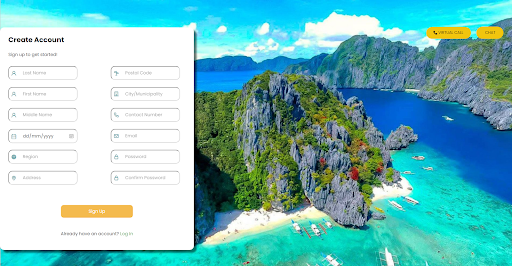 Create Account
Sign up to get started!
Last Name
Postal Code
First Name
City/Municipality
Middle Name
Contact Number
dd/mm/yyyy
Email
Region
Password
Address
Confirm Password
Sign Up
Already have an account? Log In
VIRTUAL CALL
CHAT